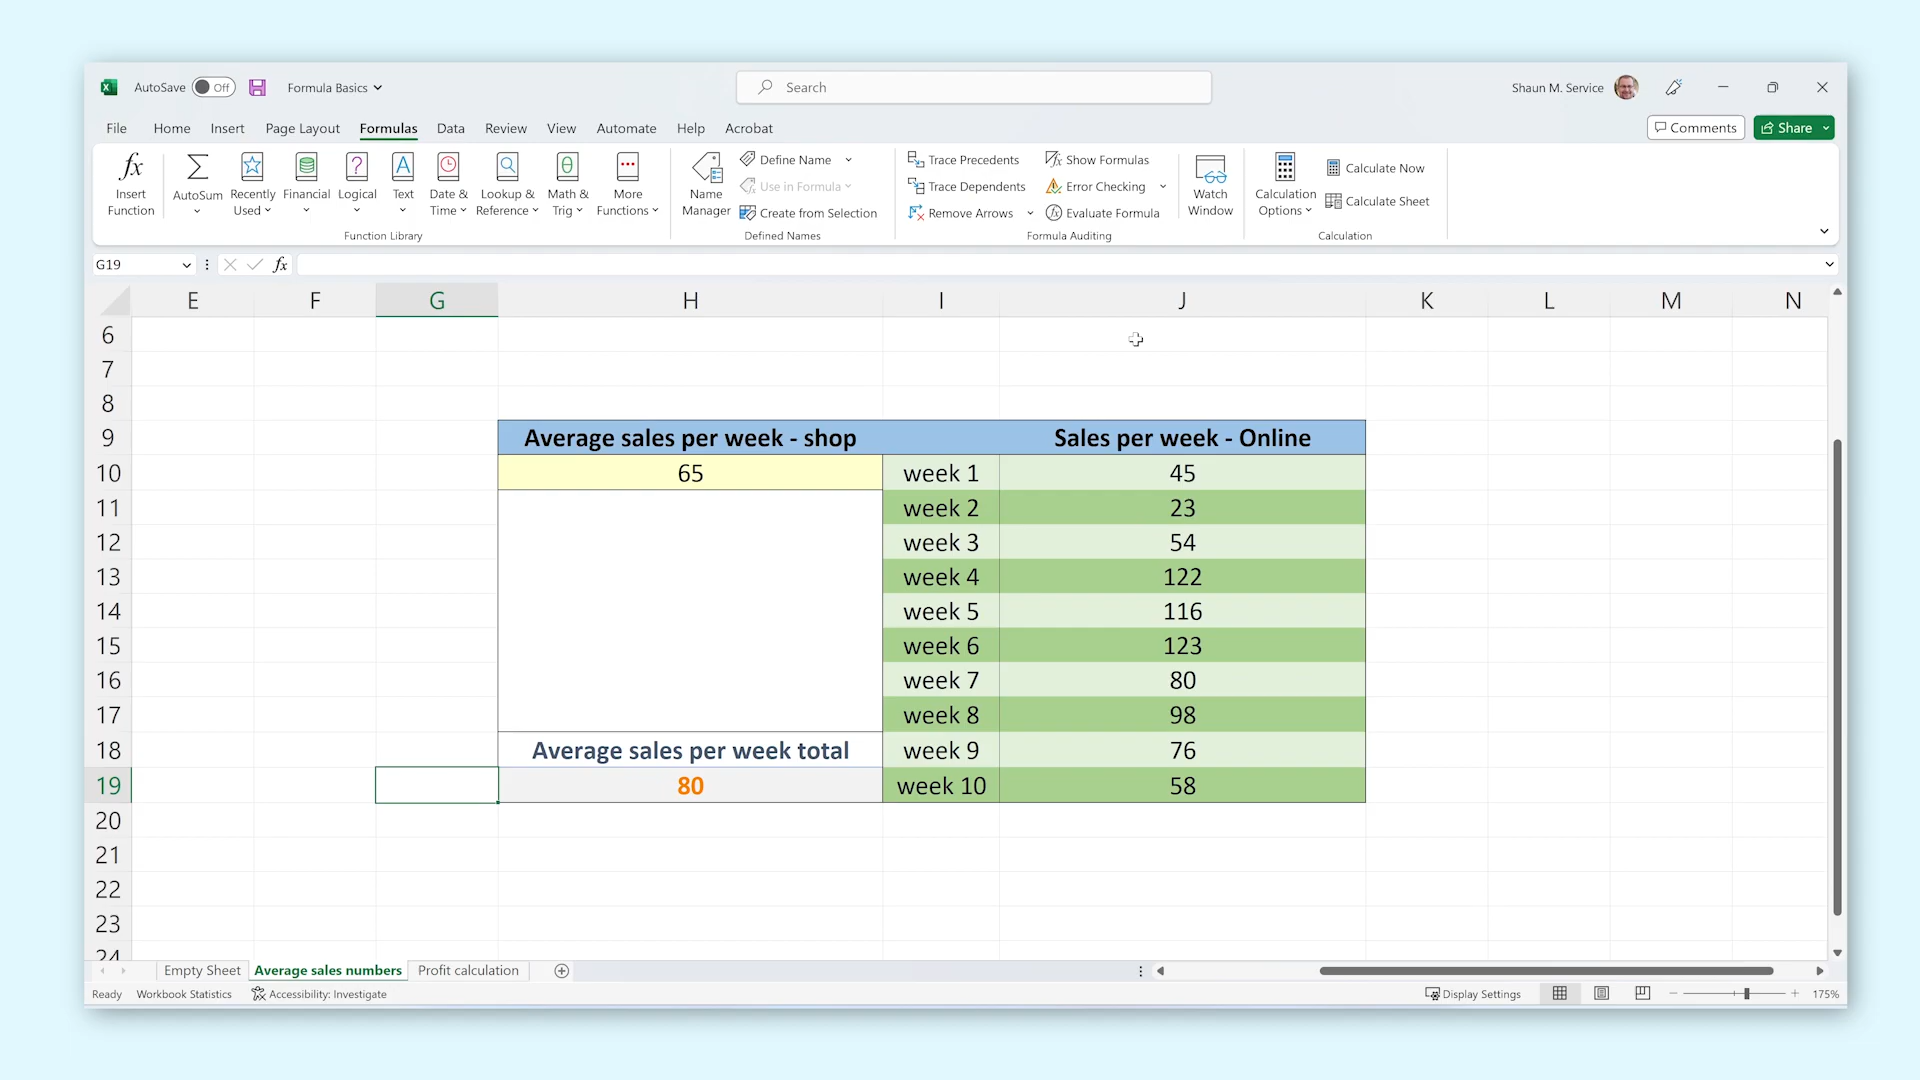 AutoSave Off Formula Basics Search Shaun M. Service
File Home Insert Page Layout Formulas Data Review View Automate Help Acrobat Comments Share
Insert Function AutoSum Recently Used Financial Logical Text Date & Time Lookup & Reference Math & Trig More Functions
Function Library
Name Manager Define Name Use in Formula Create from Selection
Defined Names
Trace Precedents Show Formulas
Trace Dependents Error Checking
Remove Arrows Evaluate Formula
Formula Auditing
Watch Window
Calculation Options Calculate Now Calculate Sheet
Calculation
G19 fx
E F G H I J K L M N
6
7
8
9 Average sales per week - shop Sales per week - Online
10 65 week 1 45
11 week 2 23
12 week 3 54
13 week 4 122
14 week 5 116
15 week 6 123
16 week 7 80
17 week 8 98
18 Average sales per week total week 9 76
19 80 week 10 58
20
21
22
23
24
Empty Sheet Average sales numbers Profit calculation
Ready Workbook Statistics Accessibility: Investigate Display Settings 175%